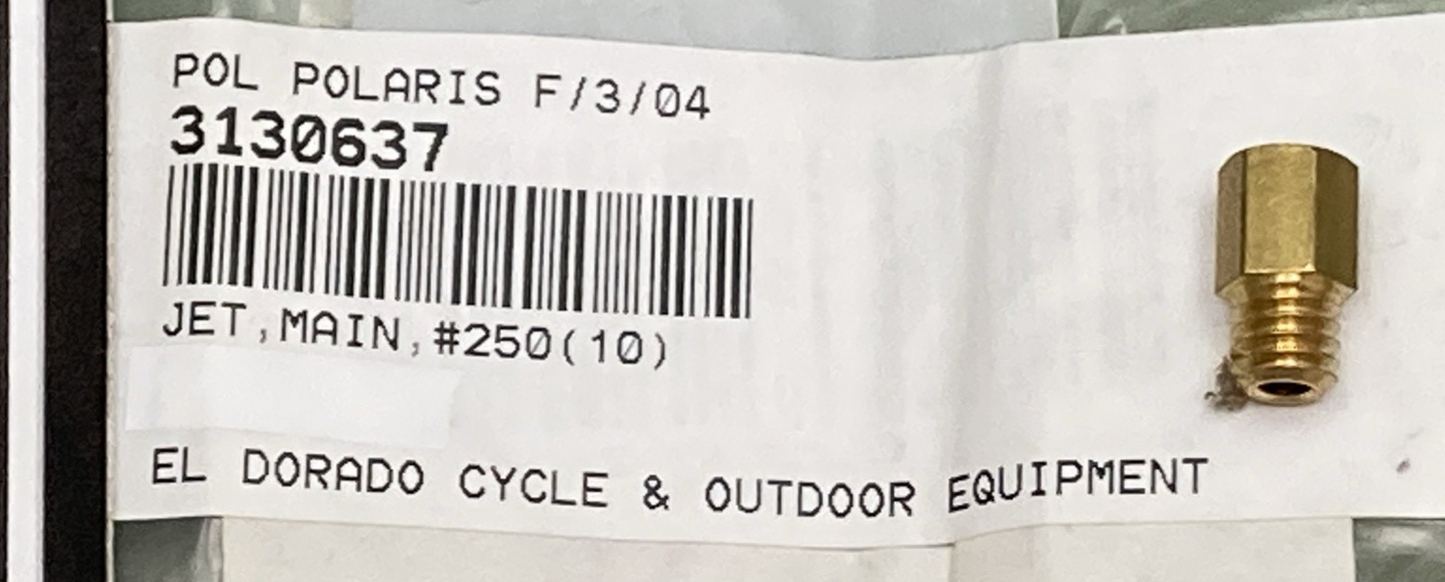 POL POLARIS F/3/04
3130637
JET,MAIN,#250(10)
EL DORADO CYCLE & OUTDOOR EQUIPMENT